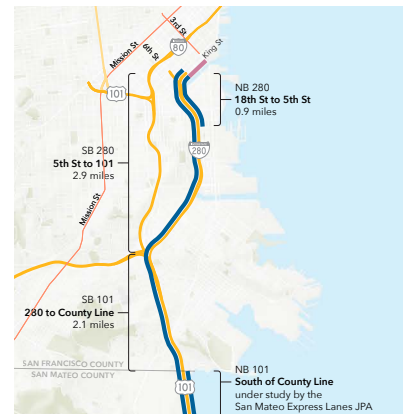 3rd St
80
Mission St
6th St
King St
101
NB 280
18th St to 5th St
0.9 miles
280
SB 280
5th St to 101
2.9 miles
Mission St
SB 101
280 to County Line
2.1 miles
SAN FRANCISCO COUNTY
SAN MATEO COUNTY
101
NB 101
South of County Line
under study by the
San Mateo Express Lanes JPA